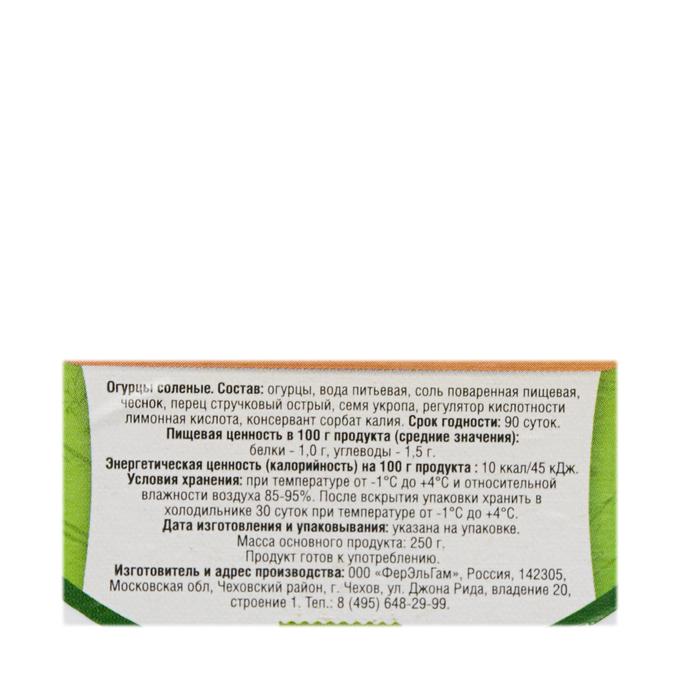 Огурцы соленые. Состав: огурцы, вода питьевая, соль поваренная пищевая,
чеснок, перец стручковый острый, семя укропа, регулятор кислотности
лимонная кислота, консервант сорбат калия. Срок годности: 90 суток.
Пищевая ценность в 100 г продукта (средние значения):
белки - 1,0 г, углеводы - 1,5 г.
Энергетическая ценность (калорийность) на 100 г продукта : 10 ккал/45 кДж.
Условия хранения: при температуре от -1°С до +4°С и относительной
влажности воздуха 85-95%. После вскрытия упаковки хранить в
холодильнике 30 суток при температуре от -1°С до +4°С.
Дата изготовления и упаковывания: указана на упаковке.
Масса основного продукта: 250 г.
Продукт готов к употреблению.
Изготовитель и адрес производства: ООО «ФерЭльГам», Россия, 142305,
Московская обл, Чеховский район, г. Чехов, ул. Джона Рида, владение 20,
строение 1. Тел.: 8 (495) 648-29-99.